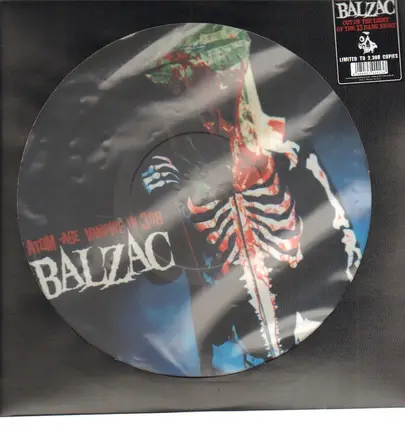 BALZAC
OUT OF THE LIGHT
OF THE 13 DARK NIGHT
LIMITED TO 2,000 COPIES
ATOM-AGE VAMPIRE IN 308
BALZAC